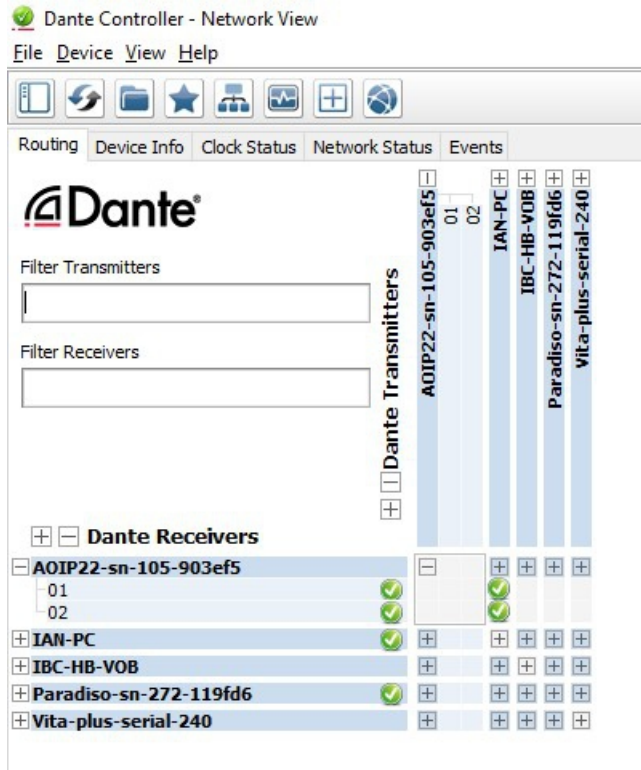 Dante Controller - Network View
File Device View Help
Routing Device Info Clock Status Network Status Events
Dante®
Filter Transmitters
Filter Receivers
Dante Transmitters
AOIP22-sn-105-903ef5
01
02
IAN-PC
IBC-HB-VOB
Paradiso-sn-272-119fd6
Vita-plus-serial-240
Dante Receivers
AOIP22-sn-105-903ef5
01
02
IAN-PC
IBC-HB-VOB
Paradiso-sn-272-119fd6
Vita-plus-serial-240